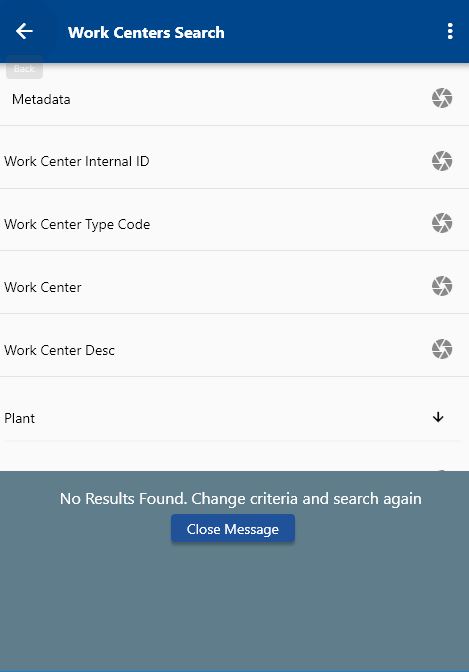 Work Centers Search
Back
Metadata
Work Center Internal ID
Work Center Type Code
Work Center
Work Center Desc
Plant
No Results Found. Change criteria and search again
Close Message